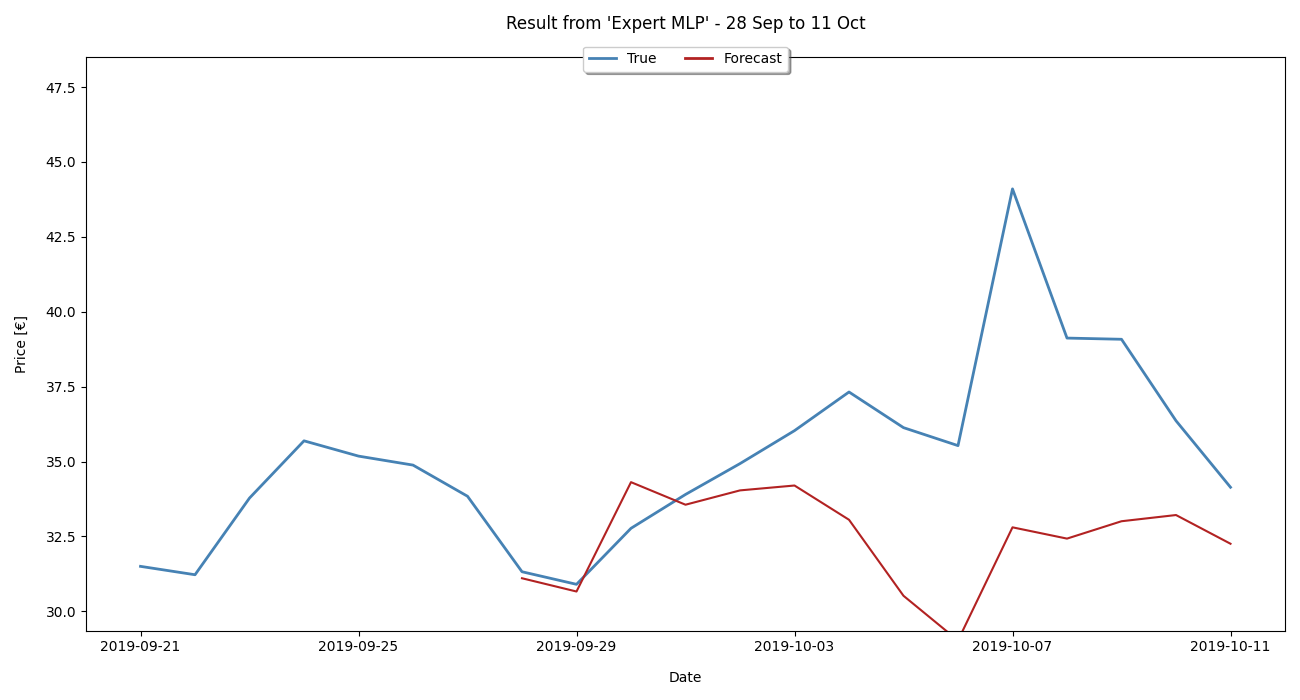 Result from 'Expert MLP' - 28 Sep to 11 Oct
True Forecast
47.5
45.0
42.5
40.0
37.5
35.0
32.5
30.0
Price [€]
2019-09-21 2019-09-25 2019-09-29 2019-10-03 2019-10-07 2019-10-11
Date